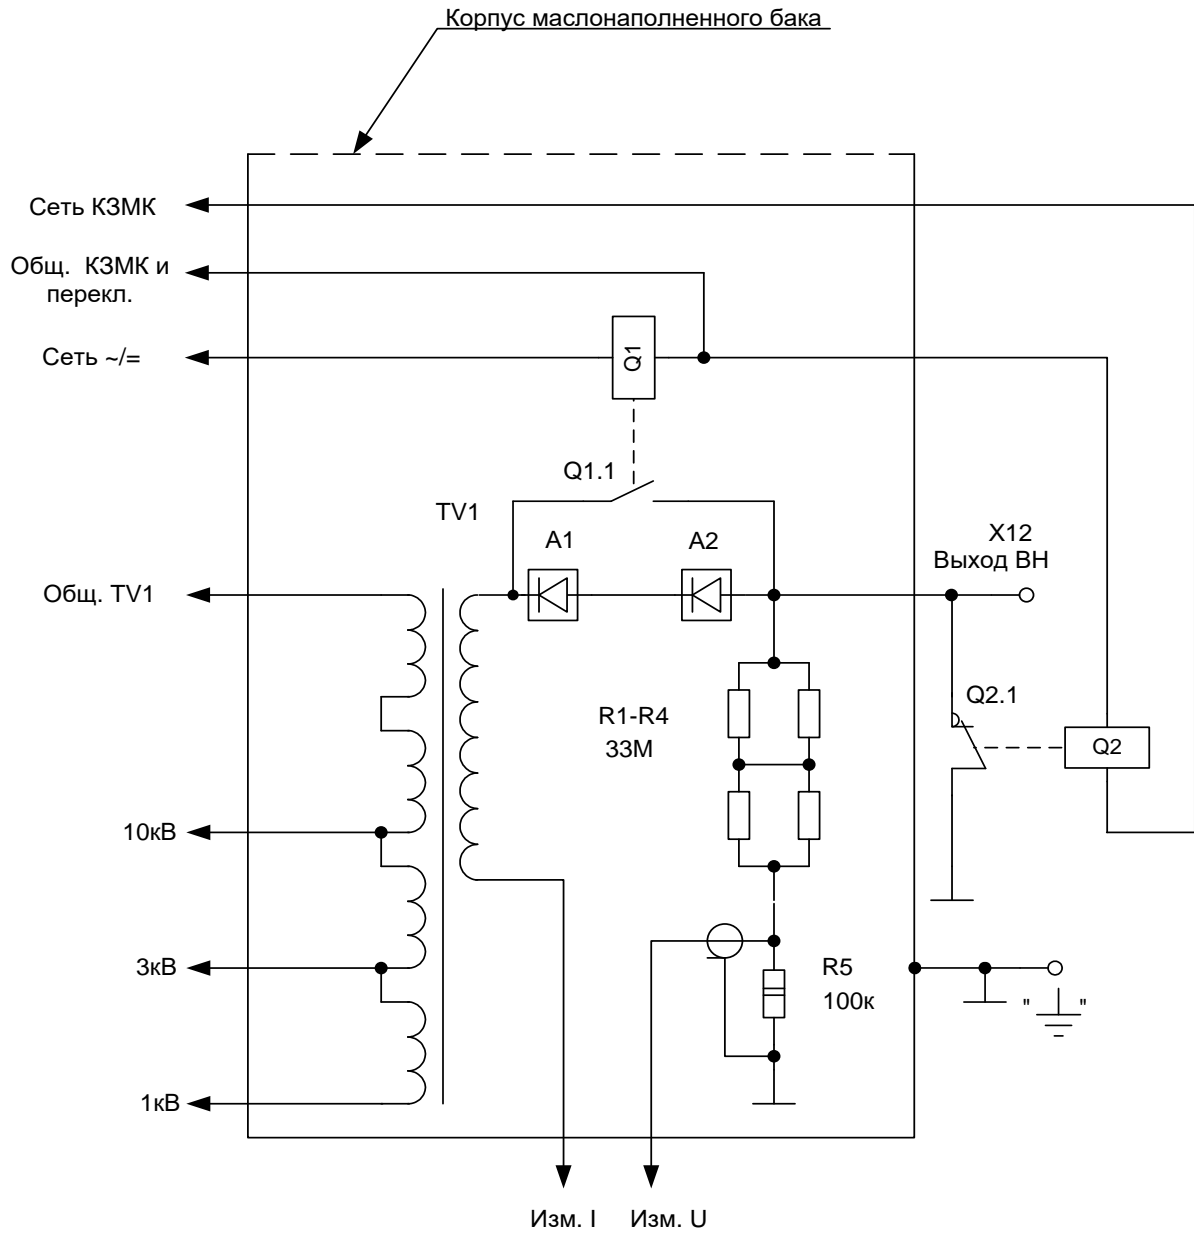 Корпус маслонаполненного бака
Сеть КЗМК
Общ. КЗМК и
перекл.
Сеть ~/=
Q1
Q1.1
TV1
A1
A2
X12
Выход ВН
Общ. TV1
Q2.1
R1-R4
33М
Q2
10кВ
3кВ
R5
100к
" "
1кВ
Изм. I
Изм. U